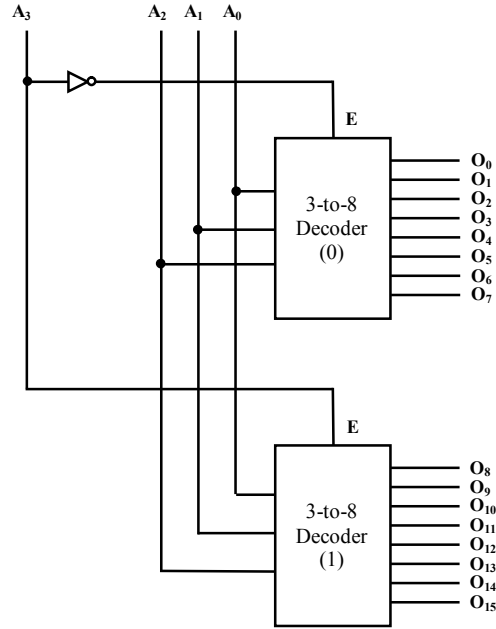 A₃ A₂ A₁ A₀
E
3-to-8
Decoder
(0)
O₀
O₁
O₂
O₃
O₄
O₅
O₆
O₇
E
3-to-8
Decoder
(1)
O₈
O₉
O₁₀
O₁₁
O₁₂
O₁₃
O₁₄
O₁₅